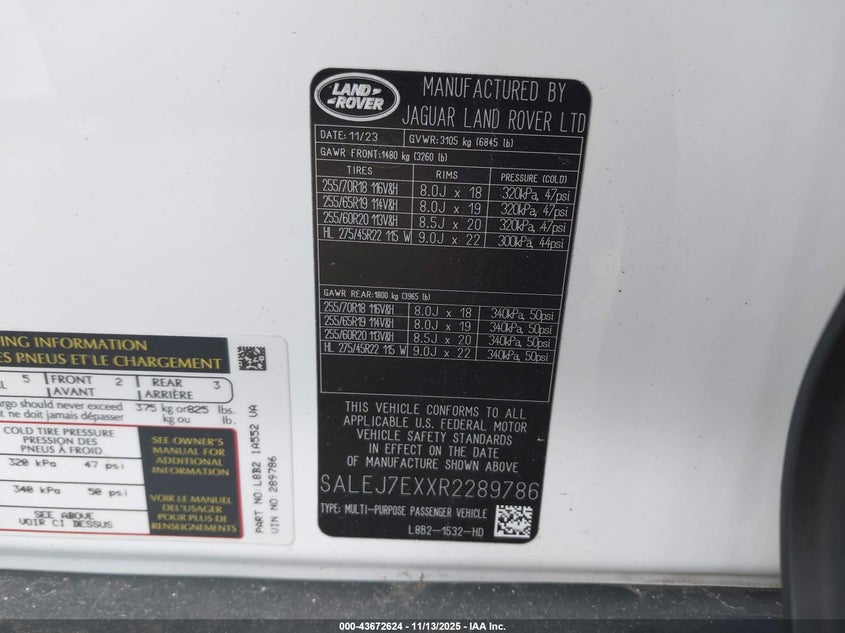 LAND
ROVER
MANUFACTURED BY
JAGUAR LAND ROVER LTD
DATE: 11/23 GVWR: 3105 kg (6845 lb)
GAWR FRONT: 1480 kg (3260 lb)
TIRES RIMS PRESSURE (COLD)
255/70R18 116V&H 8.0J x 18 320kPa, 47psi
255/65R19 114V&H 8.0J x 19 320kPa, 47psi
255/60R20 113V&H 8.5J x 20 320kPa, 47psi
HL 275/45R22 115 W 9.0J x 22 300kPa, 44psi
GAWR REAR: 1800 kg (3965 lb)
255/70R18 116V&H 8.0J x 18 340kPa, 50psi
255/65R19 114V&H 8.0J x 19 340kPa, 50psi
255/60R20 113V&H 8.5J x 20 340kPa, 50psi
HL 275/45R22 115 W 9.0J x 22 340kPa, 50psi
THIS VEHICLE CONFORMS TO ALL
APPLICABLE U.S. FEDERAL MOTOR
VEHICLE SAFETY STANDARDS
IN EFFECT ON THE DATE
OF MANUFACTURE SHOWN ABOVE
SALEJ7EXXR2289786
TYPE: MULTI-PURPOSE PASSENGER VEHICLE
L8B2-1532-HD
ING INFORMATION
ES PNEUS ET LE CHARGEMENT
L 5 FRONT 2 REAR 3
AVANT ARRIÈRE
rgo should never exceed 375 kg or 825 lbs.
t ne doit jamais dépasser kg ou lb.
COLD TIRE PRESSURE
PRESSION DES
PNEUS À FROID
320 kPa 47 psi
340 kPa 50 psi
SEE ABOVE
VOIR CI DESSUS
SEE OWNER'S
MANUAL FOR
ADDITIONAL
INFORMATION
VOIR LE MANUEL
DE L'USAGER
POUR PLUS DE
RENSEIGNEMENTS
PART NO: L8B2 1A552 VA
VIN NO 289786
000-43672624 - 11/13/2025 - IAA Inc.